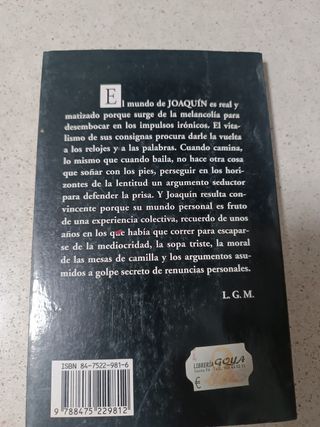 El mundo de JOAQUÍN es real y
matizado porque surge de la melancolía para
desembocar en los impulsos irónicos. El vita-
lismo de sus consignas procura darle la vuelta
a los relojes y a las palabras. Cuando camina,
lo mismo que cuando baila, no hace otra cosa
que soñar con los pies, perseguir en los hori-
zontes de la lentitud un argumento seductor
para defender la prisa. Y Joaquín resulta con-
vincente porque su mundo personal es fruto
de una experiencia colectiva, recuerdo de unos
años en los que había que correr para escapar-
se de la mediocridad, la sopa triste, la moral
de las mesas de camilla y los argumentos asu-
midos a golpe secreto de renuncias personales.
L. G. M.
ISBN 84-7522-981-6
9 788475 229812
LIBRERÍA GOYA
€